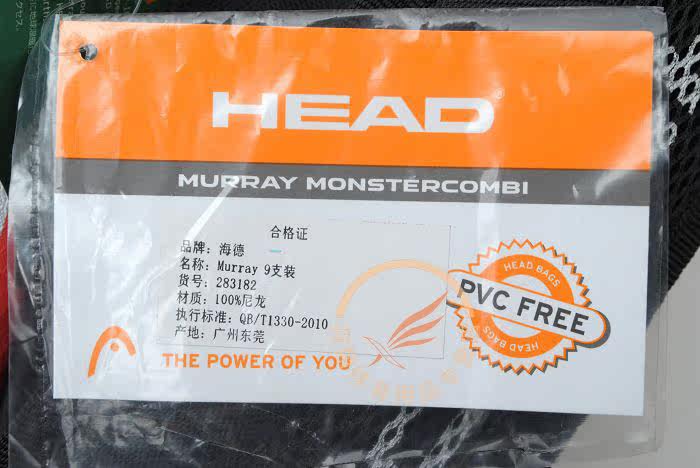 HEAD
MURRAY MONSTERCOMBI
合格证
品牌: 海德
名称: Murray 9支装
货号: 283182
材质: 100%尼龙
执行标准: QB/T1330-2010
产地: 广州东莞
THE POWER OF YOU
HEAD BAGS
PVC FREE
HEAD BAGS